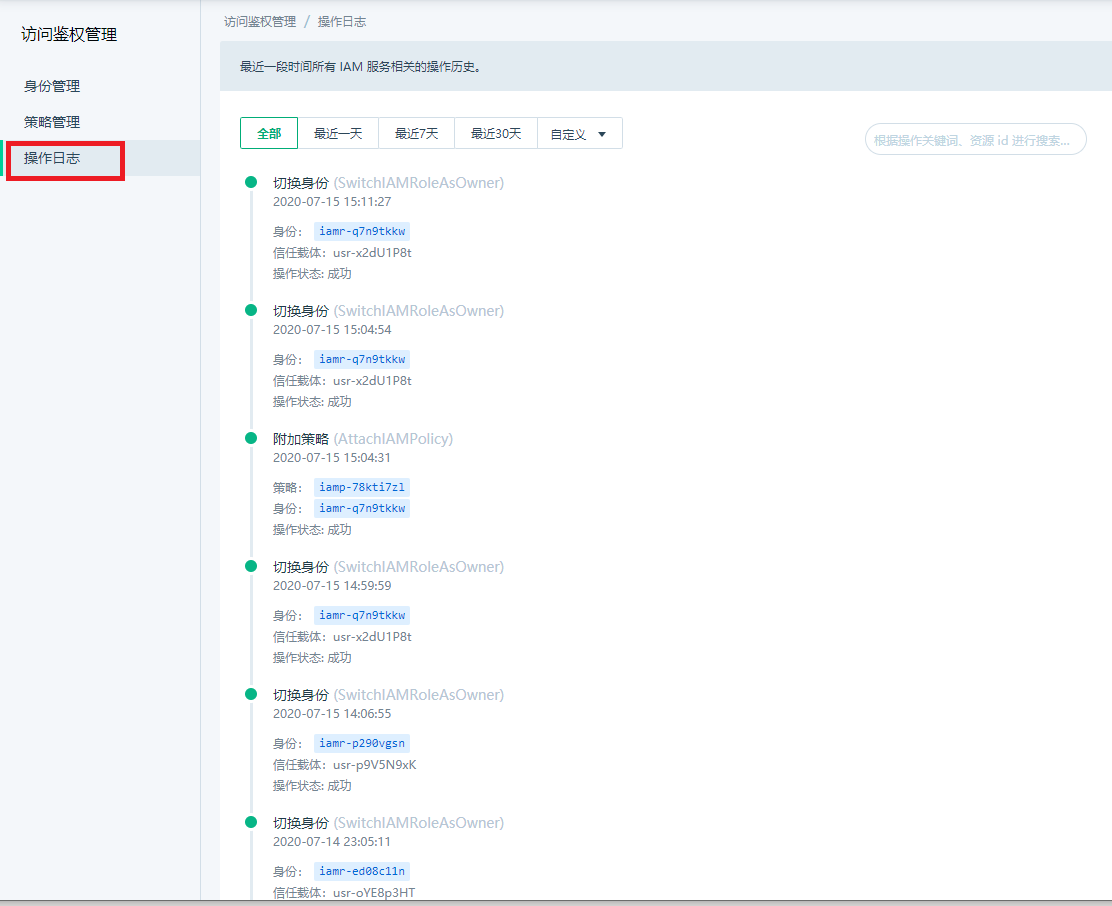 访问鉴权管理
身份管理
策略管理
操作日志
访问鉴权管理 / 操作日志
最近一段时间所有 IAM 服务相关的操作历史。
全部 最近一天 最近7天 最近30天 自定义
根据操作关键词、资源 id 进行搜索...
切换身份 (SwitchIAMRoleAsOwner)
2020-07-15 15:11:27
身份: iamr-q7n9tkkw
信任载体: usr-x2dU1P8t
操作状态: 成功
切换身份 (SwitchIAMRoleAsOwner)
2020-07-15 15:04:54
身份: iamr-q7n9tkkw
信任载体: usr-x2dU1P8t
操作状态: 成功
附加策略 (AttachIAMPolicy)
2020-07-15 15:04:31
策略: iamp-78kti7zl
身份: iamr-q7n9tkkw
操作状态: 成功
切换身份 (SwitchIAMRoleAsOwner)
2020-07-15 14:59:59
身份: iamr-q7n9tkkw
信任载体: usr-x2dU1P8t
操作状态: 成功
切换身份 (SwitchIAMRoleAsOwner)
2020-07-15 14:06:55
身份: iamr-p290vgsn
信任载体: usr-p9V5N9xK
操作状态: 成功
切换身份 (SwitchIAMRoleAsOwner)
2020-07-14 23:05:11
身份: iamr-ed08c11n
信任载体: usr-oYE8p3HT